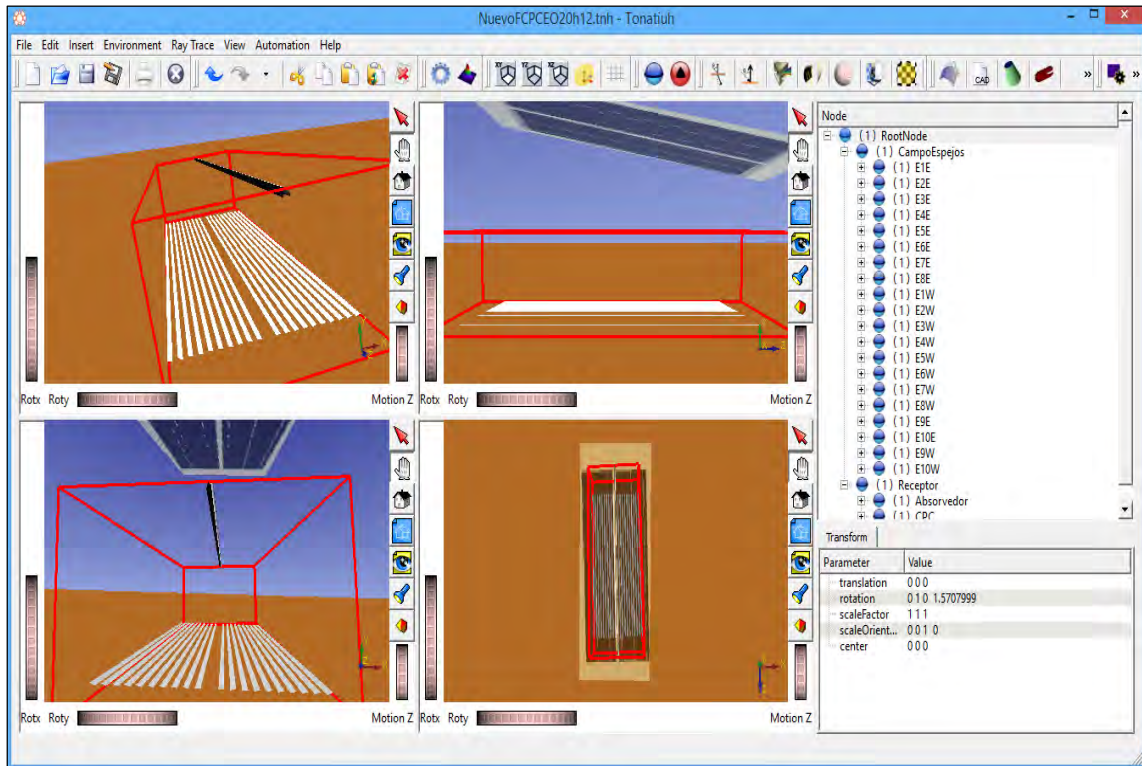 NuevoFCPCEO20h12.tnh - Tonatiuh
File Edit Insert Environment Ray Trace View Automation Help
CAD
» »
Node
(1) RootNode
(1) CampoEspejos
(1) E1E
(1) E2E
(1) E3E
(1) E4E
(1) E5E
(1) E6E
(1) E7E
(1) E8E
(1) E1W
(1) E2W
(1) E3W
(1) E4W
(1) E5W
(1) E6W
(1) E7W
(1) E8W
(1) E9E
(1) E10E
(1) E9W
(1) E10W
(1) Receptor
(1) Absorvedor
(1) CPC
Rotx Roty Motion Z
Rotx Roty Motion Z
Rotx Roty Motion Z
Rotx Roty Motion Z
Transform
Parameter Value
translation 0 0 0
rotation 0 1 0 1.5707999
scaleFactor 1 1 1
scaleOrient... 0 0 1 0
center 0 0 0